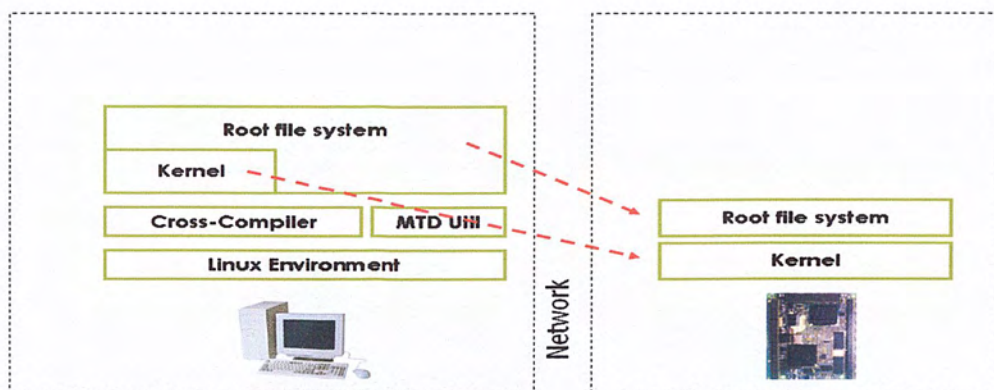 Root file system
Kernel
Cross-Compiler
MTD Util
Linux Environment
Network
Root file system
Kernel